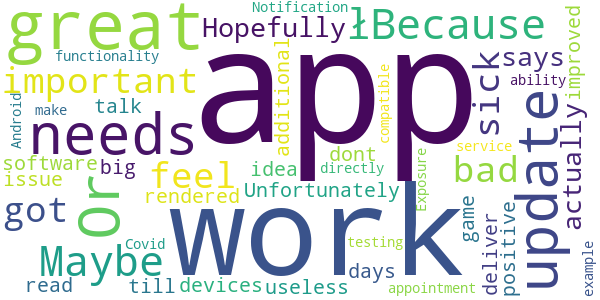 Notification
great
Hopefully
łBecause
functionality
app
says
sick
improved
important
additional
compatible
ability
Android
make
talk
needs
update
actually
software
big
dont
service
issue
feel
idea
directly
bad
Exposure
or
rendered
Unfortunately
got
work
game
deliver
positive
Covid
testing
Maybe
days
example
read
till
devices
useless
appointment